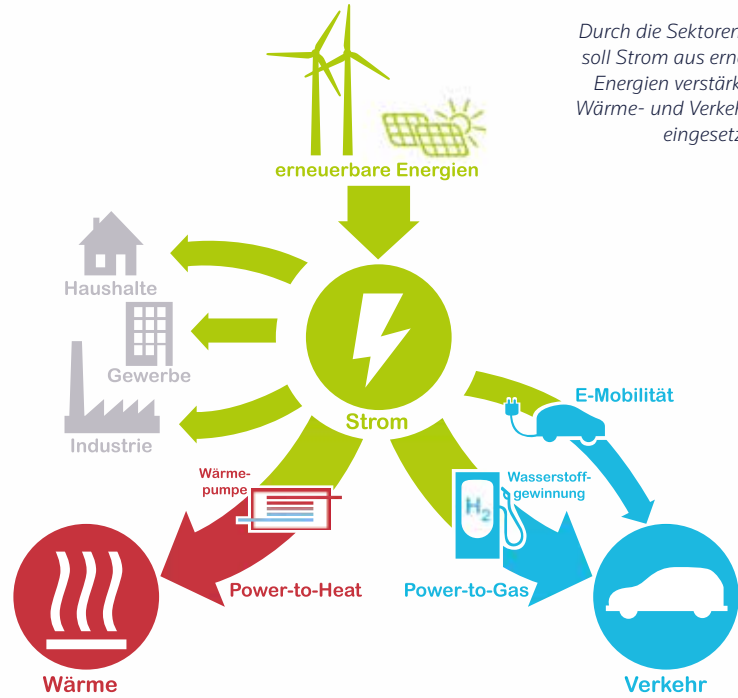 Durch die Sektoren
soll Strom aus erne
Energien verstärk
Wärme- und Verkeh
eingesetz
erneuerbare Energien
Haushalte
Gewerbe
Industrie
Strom
E-Mobilität
Wärme-
pumpe
Wasserstoff-
gewinnung
H2
Power-to-Heat
Power-to-Gas
Wärme
Verkehr